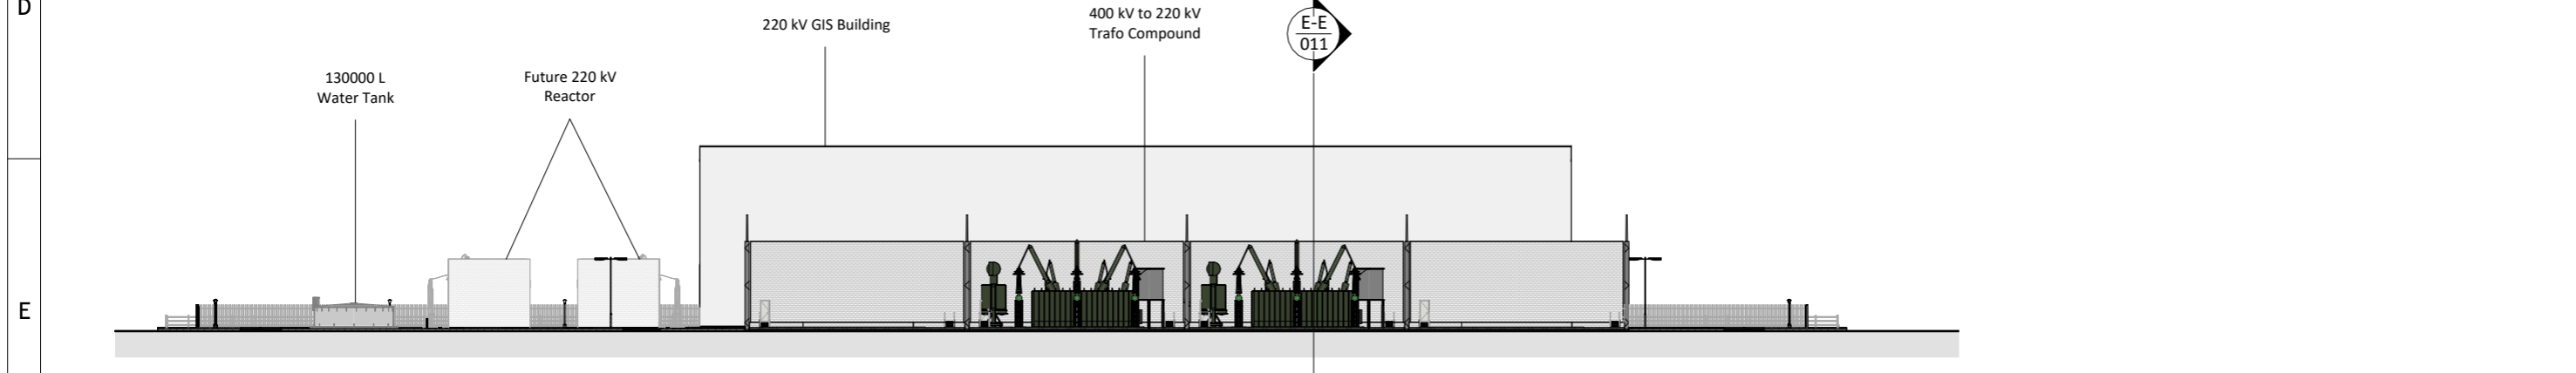 D
220 kV GIS Building
400 kV to 220 kV
Trafo Compound
E-E
011
130000 L
Water Tank
Future 220 kV
Reactor
E